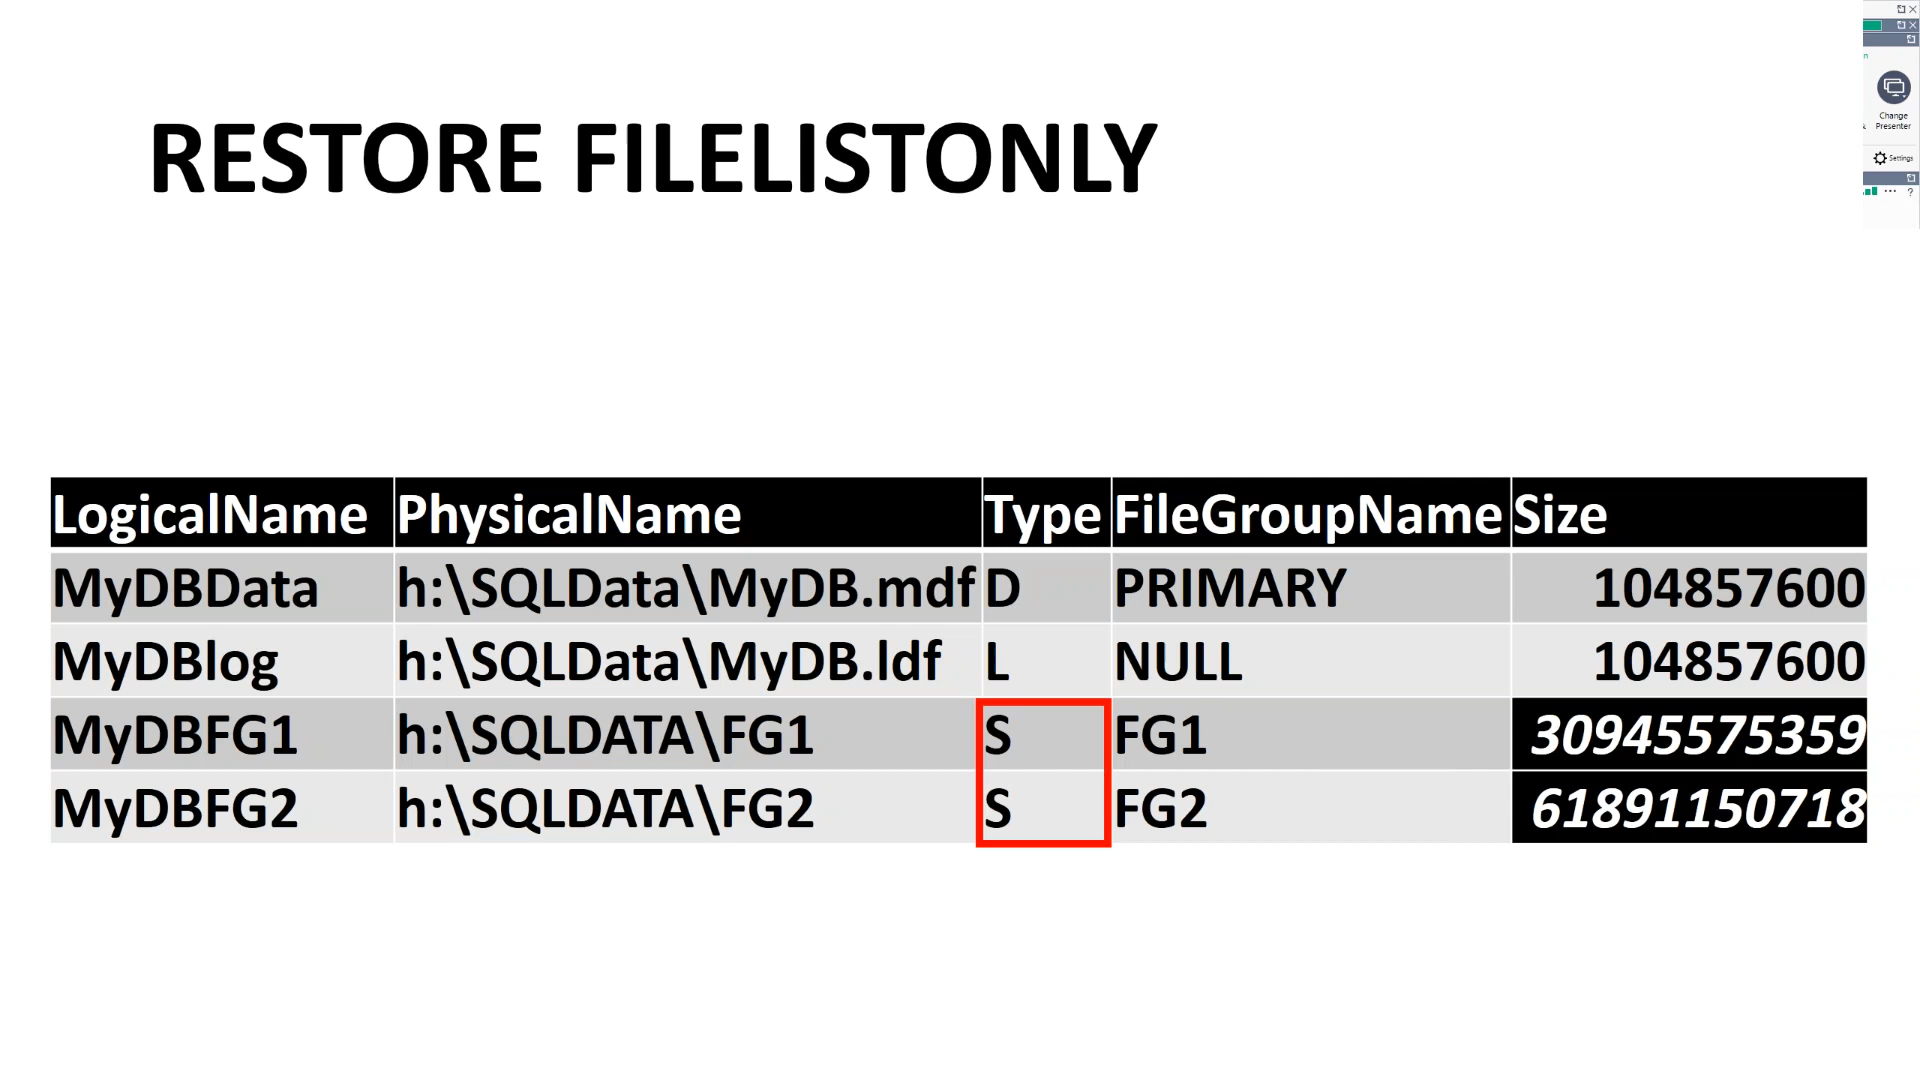 RESTORE FILELISTONLY
LogicalName PhysicalName Type FileGroupName Size
MyDBData h:\SQLData\MyDB.mdf D PRIMARY 104857600
MyDBlog h:\SQLData\MyDB.ldf L NULL 104857600
MyDBFG1 h:\SQLDATA\FG1 S FG1 30945575359
MyDBFG2 h:\SQLDATA\FG2 S FG2 61891150718
Change
Presenter
Settings
... ?